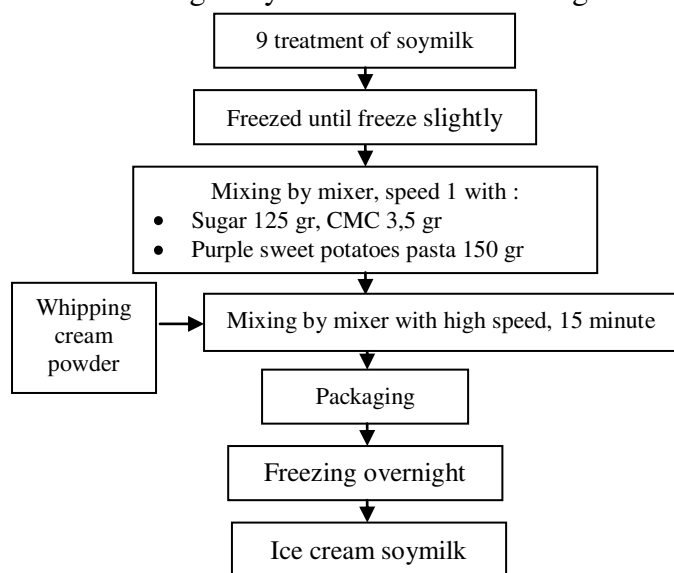 9 treatment of soymilk
Freezed until freeze slightly
Mixing by mixer, speed 1 with :
• Sugar 125 gr, CMC 3,5 gr
• Purple sweet potatoes pasta 150 gr
Whipping
cream
powder
Mixing by mixer with high speed, 15 minute
Packaging
Freezing overnight
Ice cream soymilk